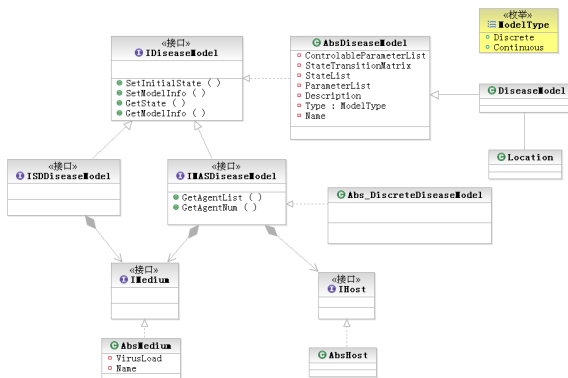 «接口»
IDiseaseModel
SetInitialState ( )
SetModelInfo ( )
GetState ( )
GetModelInfo ( )
AbsDiseaseModel
ControlableParameterList
StateTransitionMatrix
StateList
ParameterList
Description
Type : ModelType
Name
«枚举»
ModelType
Discrete
Continuous
DiseaseModel
Location
«接口»
ISDDiseaseModel
«接口»
IMASDiseaseModel
GetAgentList ( )
GetAgentNum ( )
Abs_DiscreteDiseaseModel
«接口»
IMedium
«接口»
IHost
AbsMedium
VirusLoad
Name
AbsHost